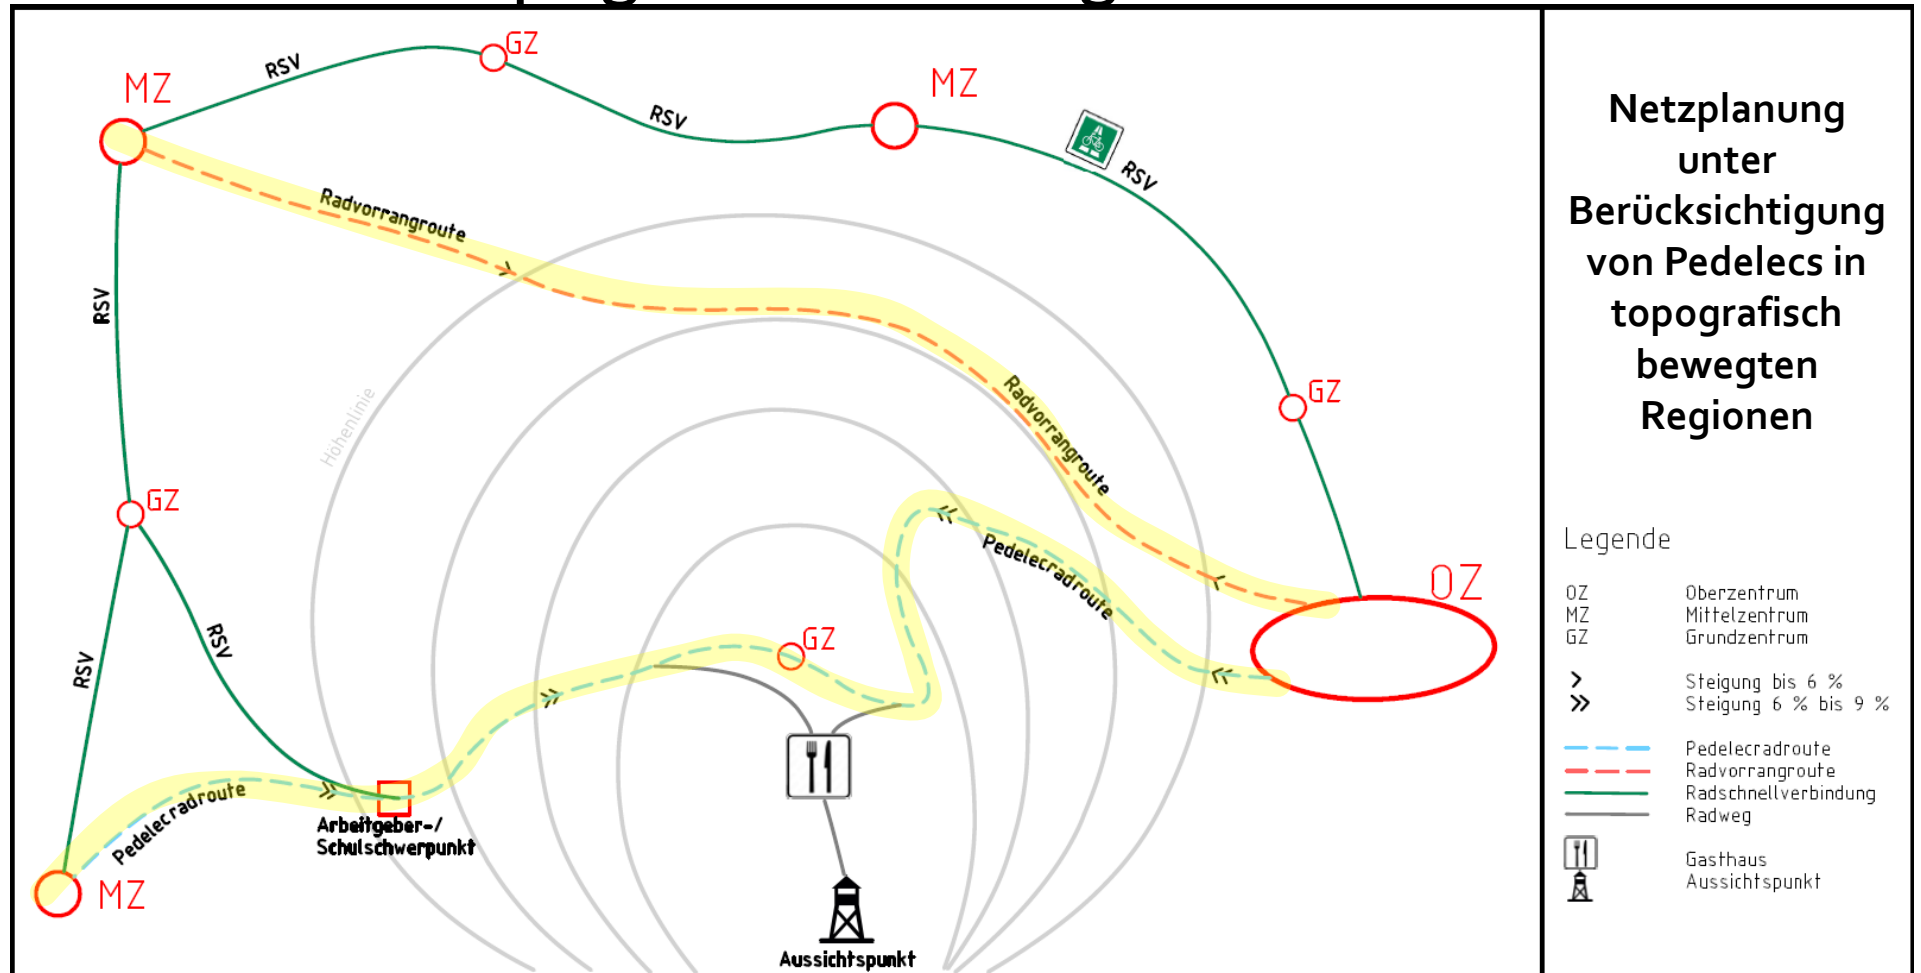 GZ
RSV
MZ
MZ
RSV
RSV
Radvorrangroute
RSV
Höhenlinie
Radvorrangroute
GZ
GZ
Pedelecradroute
OZ
RSV
RSV
GZ
Pedelecradroute
Arbeitgeber-/
Schulschwerpunkt
MZ
Aussichtspunkt
Netzplanung
unter
Berücksichtigung
von Pedelecs in
topografisch
bewegten
Regionen
Legende
OZ Oberzentrum
MZ Mittelzentrum
GZ Grundzentrum
> Steigung bis 6 %
>> Steigung 6 % bis 9 %
Pedelecradroute
Radvorrangroute
Radschnellverbindung
Radweg
Gasthaus
Aussichtspunkt